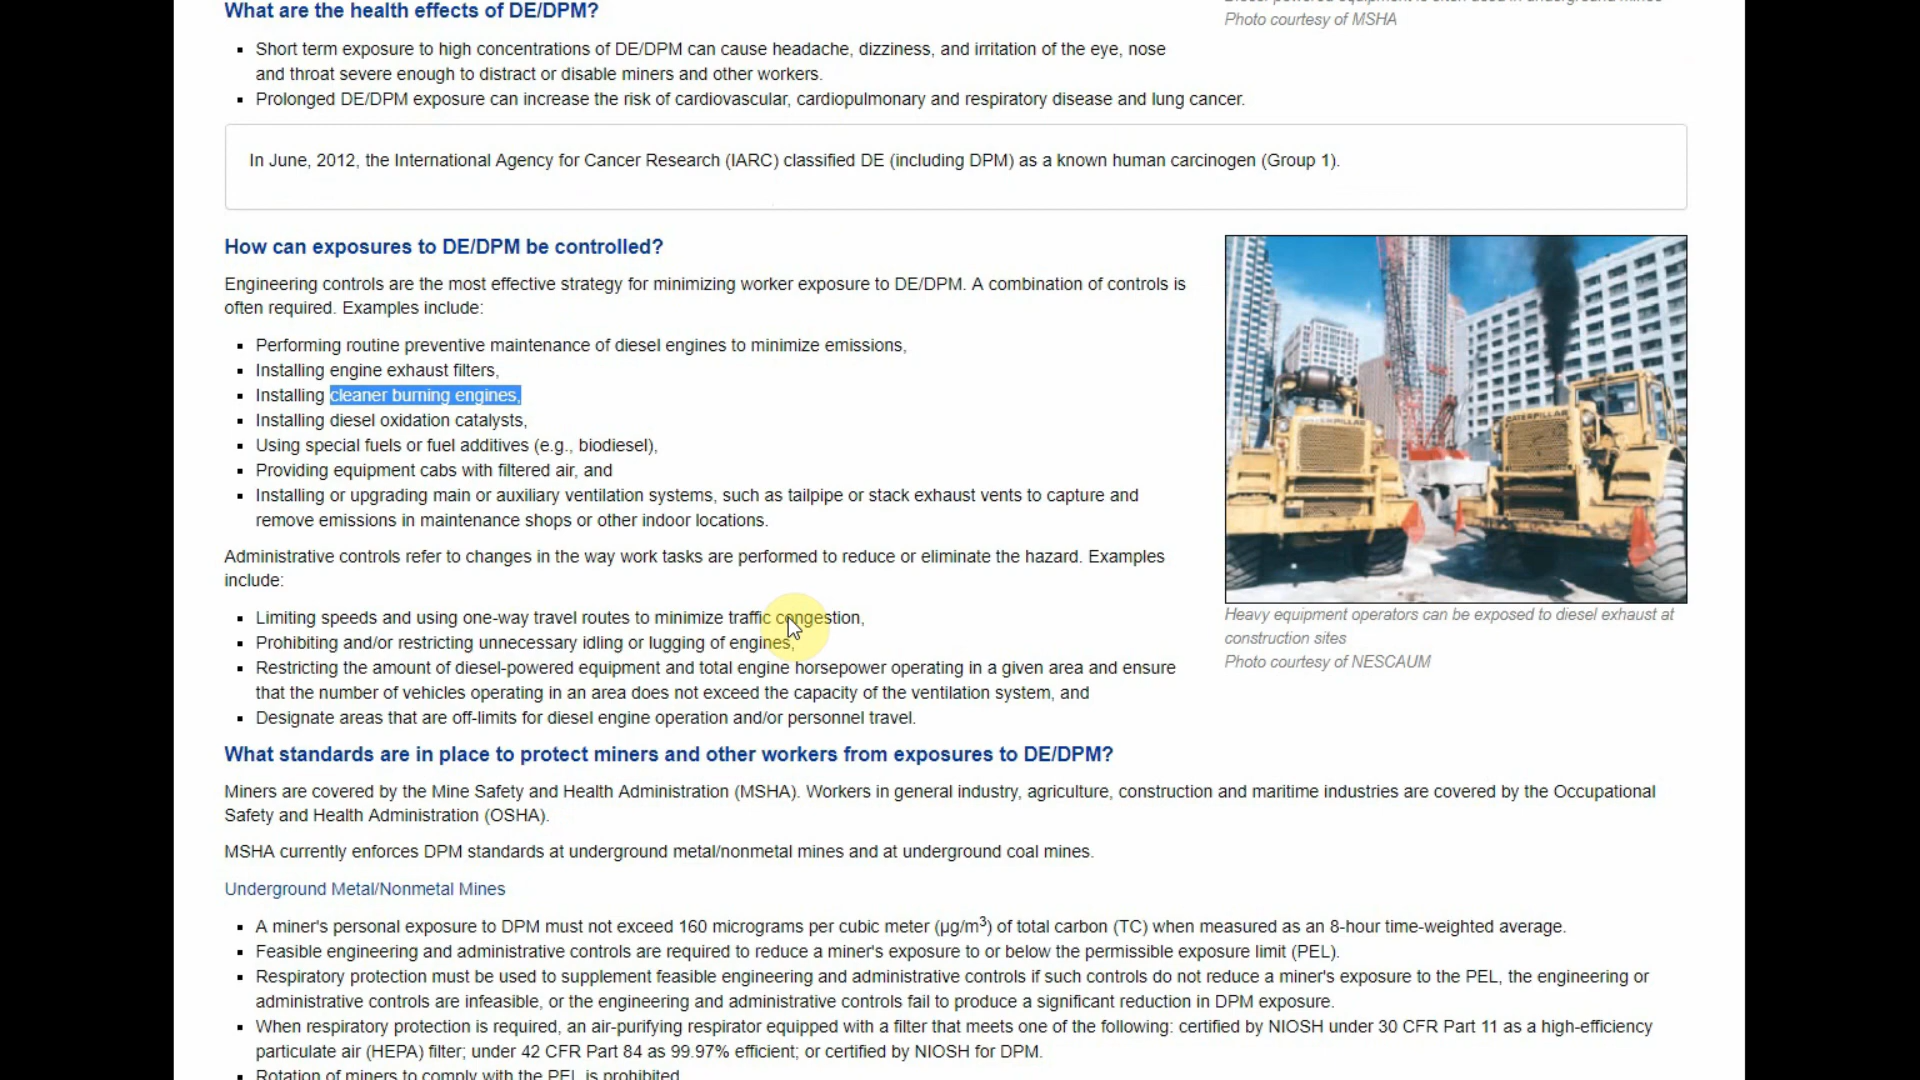 What are the health effects of DE/DPM?
Photo courtesy of MSHA
▪ Short term exposure to high concentrations of DE/DPM can cause headache, dizziness, and irritation of the eye, nose
and throat severe enough to distract or disable miners and other workers.
▪ Prolonged DE/DPM exposure can increase the risk of cardiovascular, cardiopulmonary and respiratory disease and lung cancer.
In June, 2012, the International Agency for Cancer Research (IARC) classified DE (including DPM) as a known human carcinogen (Group 1).
How can exposures to DE/DPM be controlled?
Engineering controls are the most effective strategy for minimizing worker exposure to DE/DPM. A combination of controls is
often required. Examples include:
▪ Performing routine preventive maintenance of diesel engines to minimize emissions,
▪ Installing engine exhaust filters,
▪ Installing cleaner burning engines,
▪ Installing diesel oxidation catalysts,
▪ Using special fuels or fuel additives (e.g., biodiesel),
▪ Providing equipment cabs with filtered air, and
▪ Installing or upgrading main or auxiliary ventilation systems, such as tailpipe or stack exhaust vents to capture and
remove emissions in maintenance shops or other indoor locations.
CATERPILLAR
CATERPILLAR
Heavy equipment operators can be exposed to diesel exhaust at
construction sites
Photo courtesy of NESCAUM
Administrative controls refer to changes in the way work tasks are performed to reduce or eliminate the hazard. Examples
include:
▪ Limiting speeds and using one-way travel routes to minimize traffic congestion,
▪ Prohibiting and/or restricting unnecessary idling or lugging of engines,
▪ Restricting the amount of diesel-powered equipment and total engine horsepower operating in a given area and ensure
that the number of vehicles operating in an area does not exceed the capacity of the ventilation system, and
▪ Designate areas that are off-limits for diesel engine operation and/or personnel travel.
What standards are in place to protect miners and other workers from exposures to DE/DPM?
Miners are covered by the Mine Safety and Health Administration (MSHA). Workers in general industry, agriculture, construction and maritime industries are covered by the Occupational
Safety and Health Administration (OSHA).
MSHA currently enforces DPM standards at underground metal/nonmetal mines and at underground coal mines.
Underground Metal/Nonmetal Mines
▪ A miner's personal exposure to DPM must not exceed 160 micrograms per cubic meter (µg/m³) of total carbon (TC) when measured as an 8-hour time-weighted average.
▪ Feasible engineering and administrative controls are required to reduce a miner's exposure to or below the permissible exposure limit (PEL).
▪ Respiratory protection must be used to supplement feasible engineering and administrative controls if such controls do not reduce a miner's exposure to the PEL, the engineering or
administrative controls are infeasible, or the engineering and administrative controls fail to produce a significant reduction in DPM exposure.
▪ When respiratory protection is required, an air-purifying respirator equipped with a filter that meets one of the following: certified by NIOSH under 30 CFR Part 11 as a high-efficiency
particulate air (HEPA) filter; under 42 CFR Part 84 as 99.97% efficient; or certified by NIOSH for DPM.
▪ Rotation of miners to comply with the PEL is prohibited.